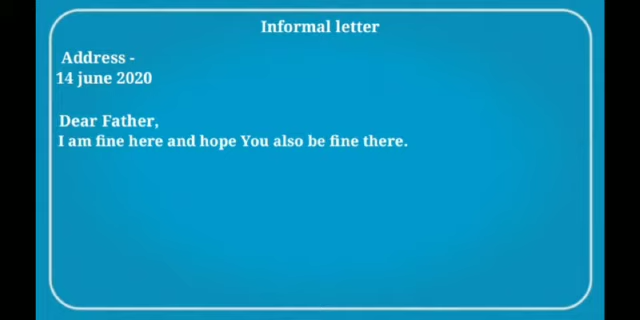 Informal letter
Address -
14 june 2020
Dear Father,
I am fine here and hope You also be fine there.